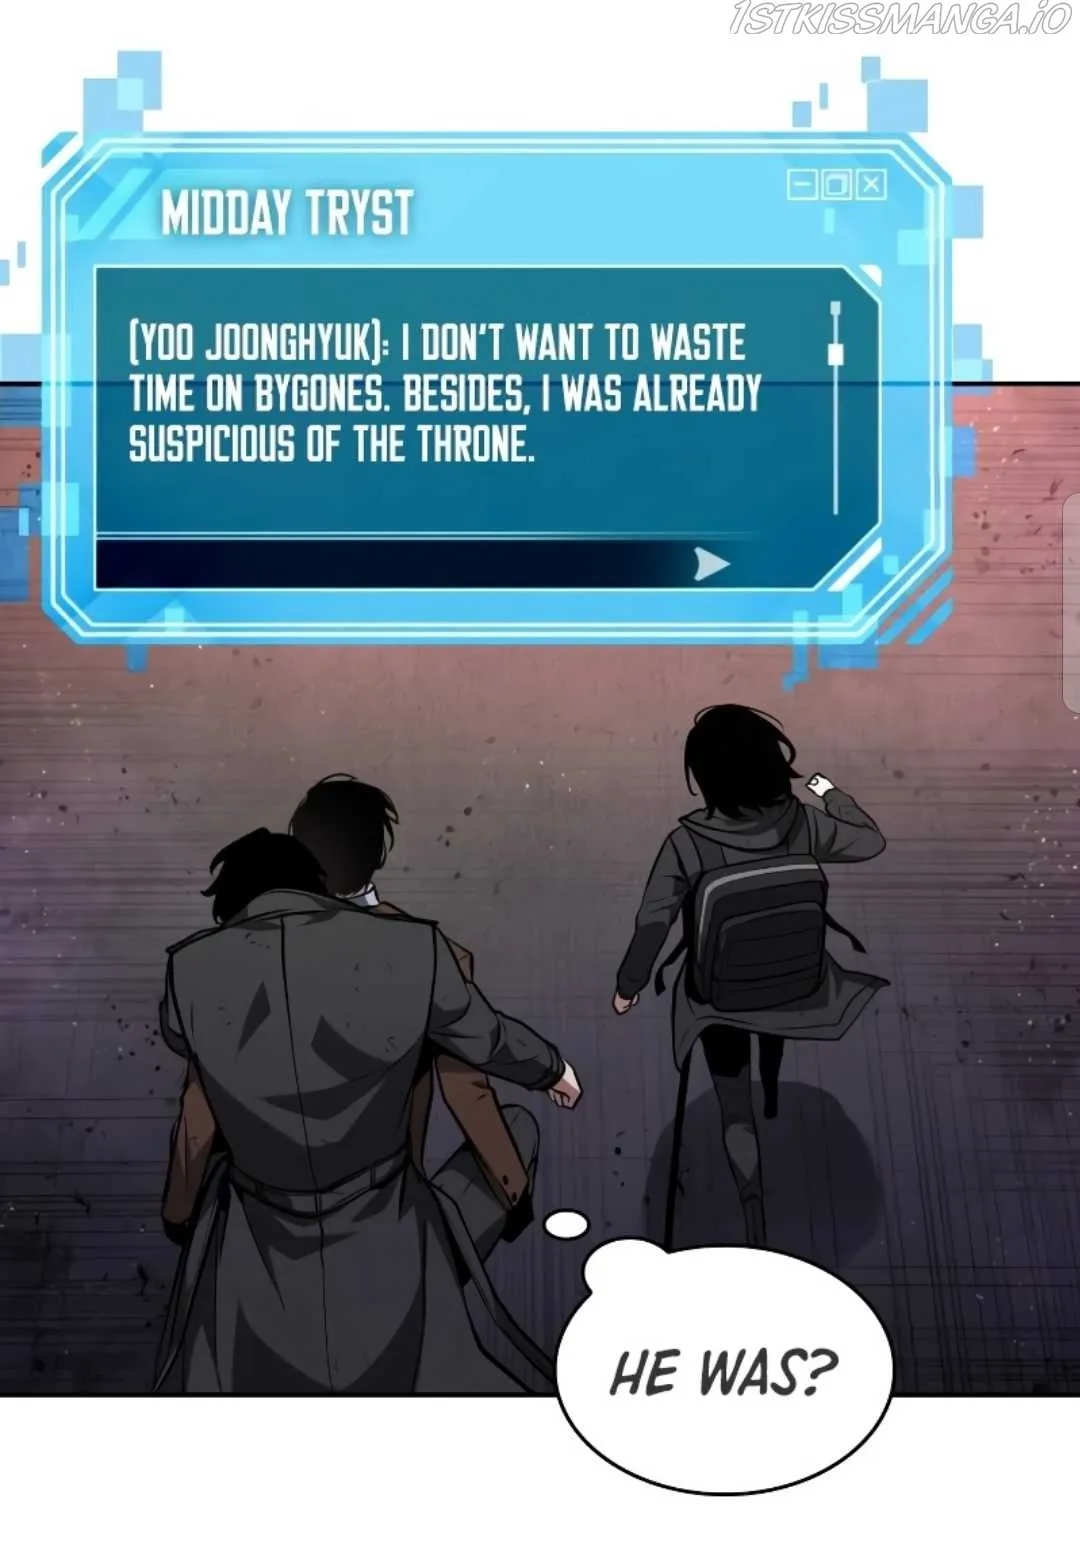 1STKISSMANGA.iO
MIDDAY TRYST
[YOO JOONGHYUK]: I DON'T WANT TO WASTE
TIME ON BYGONES. BESIDES, I WAS ALREADY
SUSPICIOUS OF THE THRONE.
HE WAS?